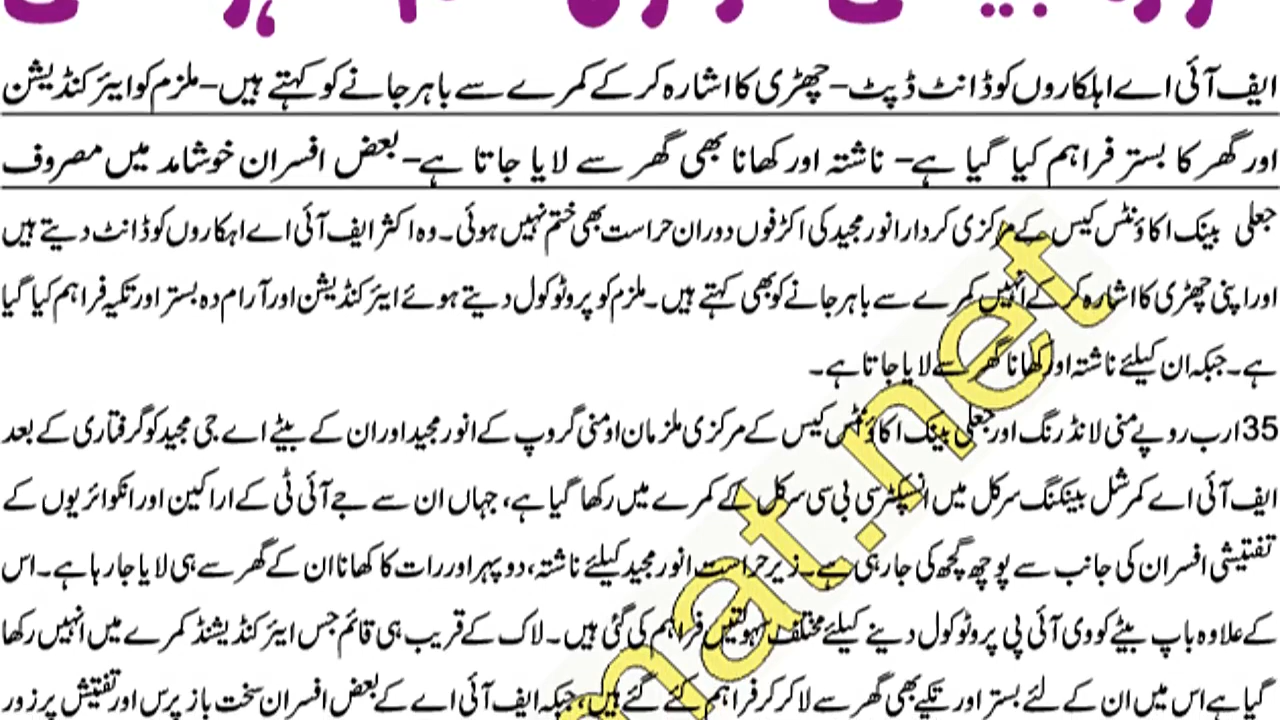 ایف آئی اے اہلکاروں کو ڈانٹ ڈپٹ- چھڑی کا اشارہ کر کے کمرے سے باہر جانے کو کہتے ہیں- ملزم کو ایئر کنڈیشن
اور گھر کا بستر فراہم کیا گیا ہے- ناشتہ اور کھانا بھی گھر سے لایا جاتا ہے- بعض افسران خوشامد میں مصروف
جعلی بینک اکاؤنٹس کیس کے مرکزی کردار انور مجید کی اکڑفوں دوران حراست بھی ختم نہیں ہوئی۔ وہ اکثر ایف آئی اے اہلکاروں کو ڈانٹ دیتے ہیں
اور اپنی چھڑی کا اشارہ کر کے انہیں کمرے سے باہر جانے کو بھی کہتے ہیں۔ ملزم کو پروٹوکول دیتے ہوئے ایئر کنڈیشن اور آرام دہ بستر اور تکیہ فراہم کیا گیا
ہے۔ جبکہ ان کیلئے ناشتہ اور کھانا گھر سے لایا جاتا ہے۔
35 ارب روپے منی لانڈرنگ اور جعلی بینک اکاؤنٹس کیس کے مرکزی ملزمان اومنی گروپ کے انور مجید اور ان کے بیٹے اے جی مجید کو گرفتاری کے بعد
ایف آئی اے کمرشل بینکنگ سرکل میں انسپکٹر سی بی سی سرکل کے کمرے میں رکھا گیا ہے، جہاں ان سے جے آئی ٹی کے اراکین اور انکوائریوں کے
تفتیشی افسران کی جانب سے پوچھ گچھ کی جا رہی ہے۔ زیر حراست انور مجید کیلئے ناشتہ، دوپہر اور رات کا کھانا ان کے گھر سے ہی لایا جا رہا ہے۔ اس
کے علاوہ باپ بیٹے کو وی آئی پی پروٹوکول دینے کیلئے مختلف سہولتیں فراہم کی گئی ہیں۔ لاک کے قریب ہی قائم جس ایئر کنڈیشنڈ کمرے میں انہیں رکھا
گیا ہے اس میں ان کے لئے بستر اور تکیے بھی گھر سے لا کر فراہم کئے گئے ہیں، جبکہ ایف آئی اے کے بعض افسران سخت باز پرس اور تفتیش پر زور